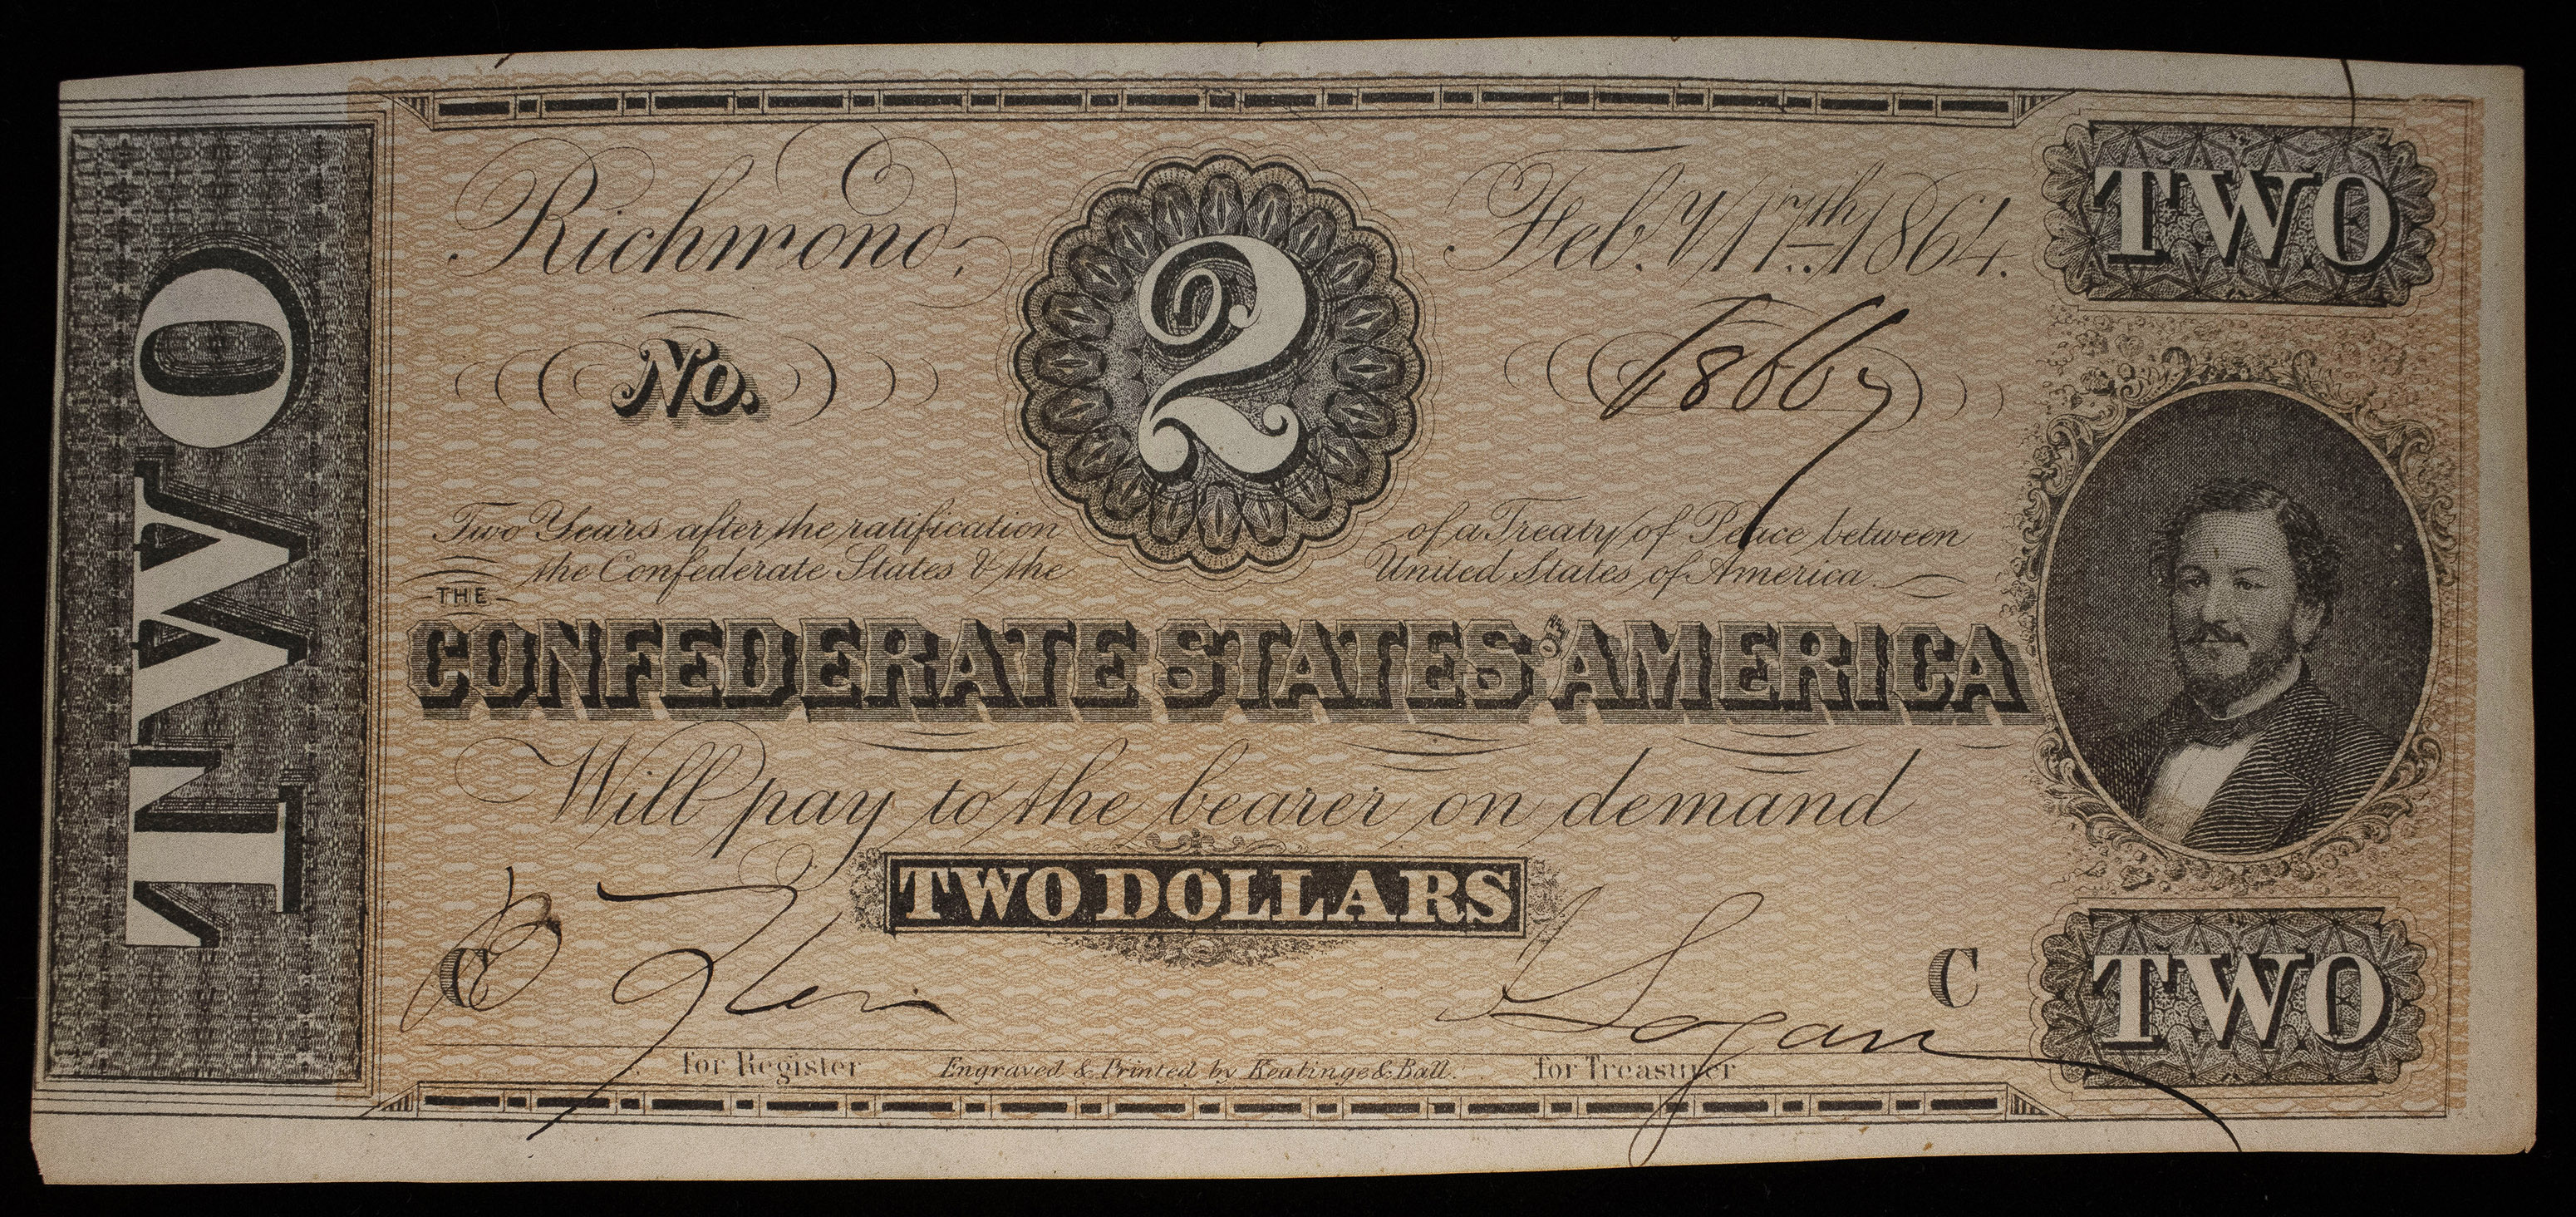 TWO
Richmond,
2
Feb.y 17th 1864.
TWO
No.
Two Years after the ratification of a Treaty of Peace between
the Confederate States & the United States of America.
THE
CONFEDERATE STATES OF AMERICA
Will pay to the bearer on demand
TWO DOLLARS
C
Logan
C
TWO
for Register
Engraved & Printed by Keatinge & Ball.
for Treasurer